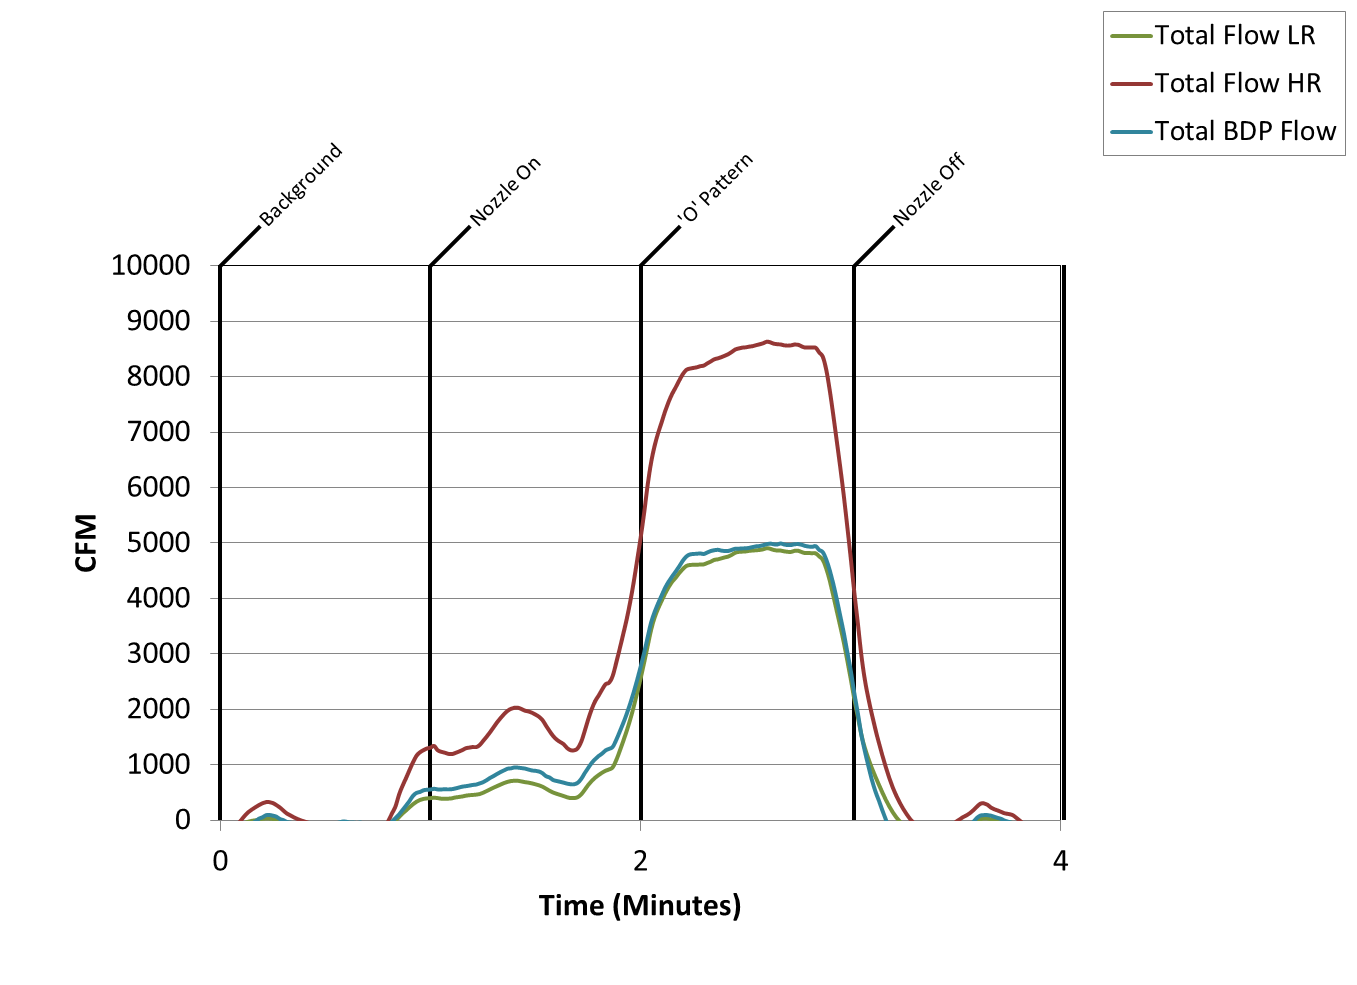 Total Flow LR
Total Flow HR
Total BDP Flow
Background
Nozzle On
'O' Pattern
Nozzle Off
10000
9000
8000
7000
6000
5000
4000
3000
2000
1000
0
CFM
0 2 4
Time (Minutes)